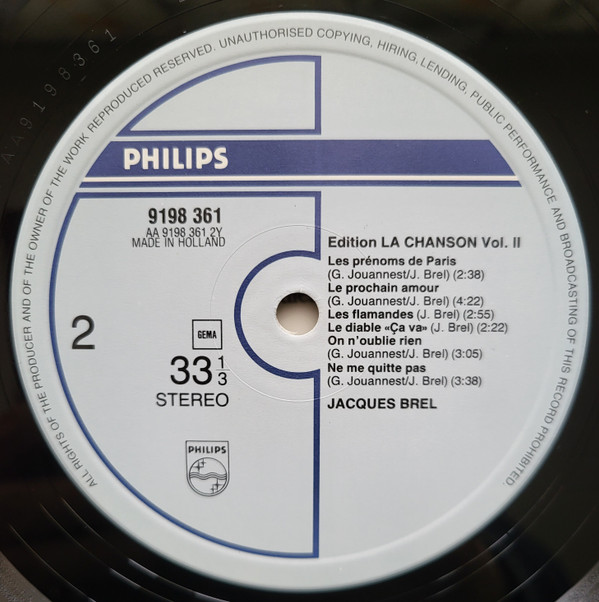 AA9198361
ALL RIGHTS OF THE PRODUCER AND OF THE OWNER OF THE WORK REPRODUCED RESERVED. UNAUTHORISED COPYING, HIRING, LENDING, PUBLIC PERFORMANCE AND BROADCASTING OF THIS RECORD PROHIBITED.
PHILIPS
9198 361
AA 9198 361 2Y
MADE IN HOLLAND
2
GEMA
33 1/3
STEREO
PHILIPS
Edition LA CHANSON Vol. II
Les prénoms de Paris
(G. Jouannest/J. Brel) (2:38)
Le prochain amour
(G. Jouannest/J. Brel) (4:22)
Les flamandes (J. Brel) (2:55)
Le diable «Ça va» (J. Brel) (2:22)
On n'oublie rien
(G. Jouannest/J. Brel) (3:05)
Ne me quitte pas
(G. Jouannest/J. Brel) (3:38)
JACQUES BREL